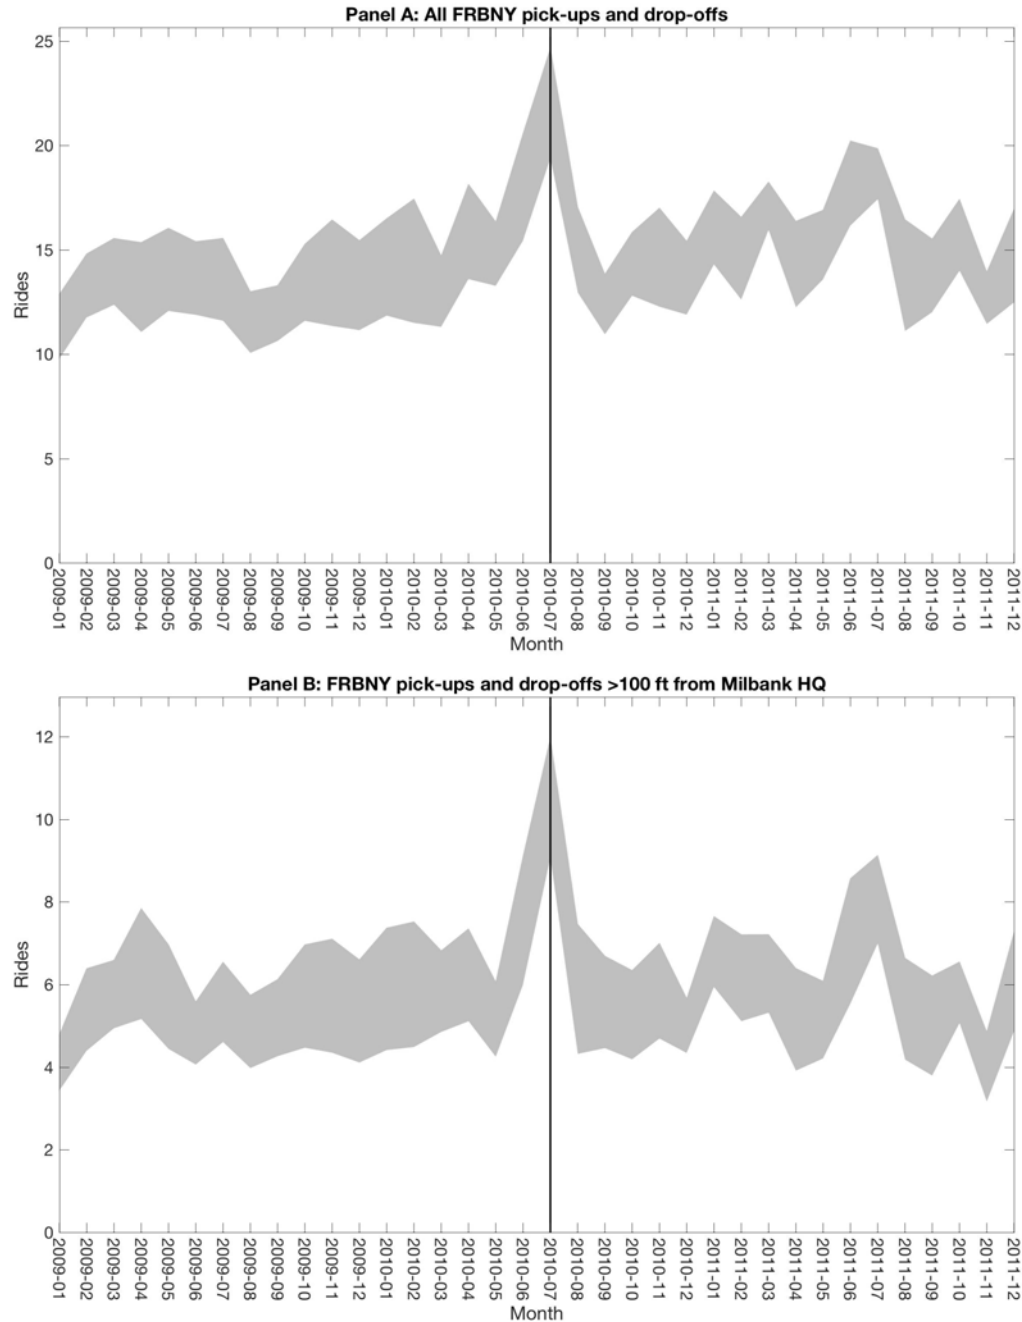 Panel A: All FRBNY pick-ups and drop-offs
25
20
15
10
5
0
Rides
2009-01 2009-02 2009-03 2009-04 2009-05 2009-06 2009-07 2009-08 2009-09 2009-10 2009-11 2009-12 2010-01 2010-02 2010-03 2010-04 2010-05 2010-06 2010-07 2010-08 2010-09 2010-10 2010-11 2010-12 2011-01 2011-02 2011-03 2011-04 2011-05 2011-06 2011-07 2011-08 2011-09 2011-10 2011-11 2011-12
Month
Panel B: FRBNY pick-ups and drop-offs >100 ft from Milbank HQ
12
10
8
6
4
2
0
Rides
2009-01 2009-02 2009-03 2009-04 2009-05 2009-06 2009-07 2009-08 2009-09 2009-10 2009-11 2009-12 2010-01 2010-02 2010-03 2010-04 2010-05 2010-06 2010-07 2010-08 2010-09 2010-10 2010-11 2010-12 2011-01 2011-02 2011-03 2011-04 2011-05 2011-06 2011-07 2011-08 2011-09 2011-10 2011-11 2011-12
Month